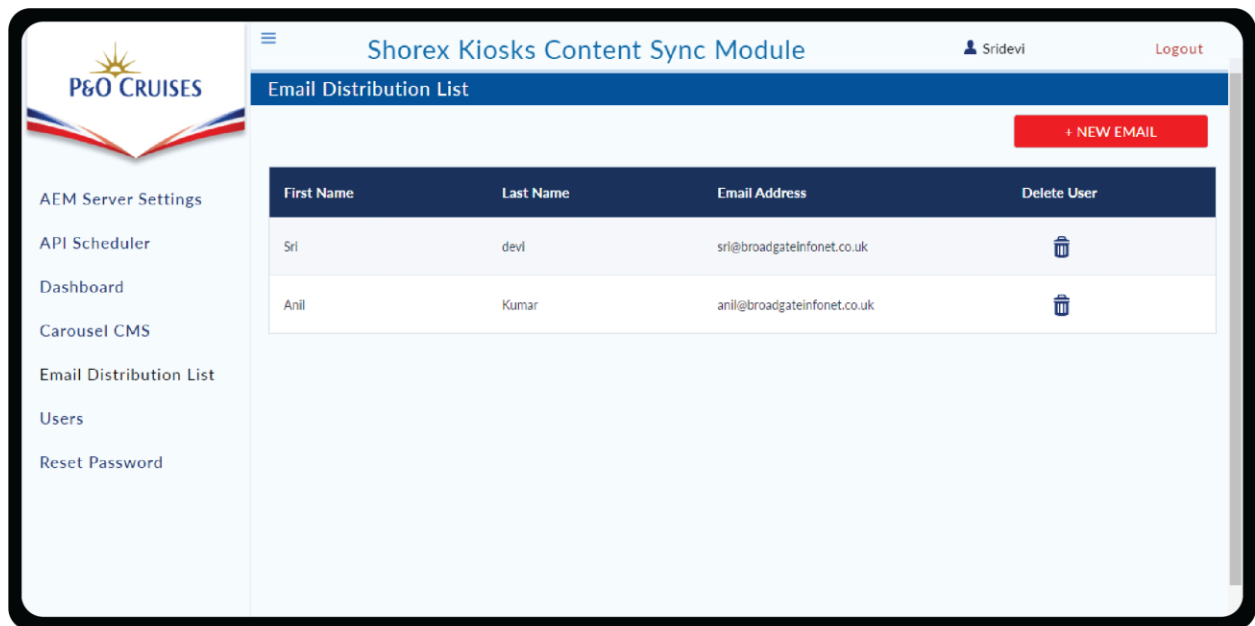 P&O CRUISES
Shorex Kiosks Content Sync Module
Sridevi
Logout
Email Distribution List
+ NEW EMAIL
AEM Server Settings
API Scheduler
Dashboard
Carousel CMS
Email Distribution List
Users
Reset Password
First Name Last Name Email Address Delete User
Sri devi sri@broadgateinfonet.co.uk
Anil Kumar anil@broadgateinfonet.co.uk